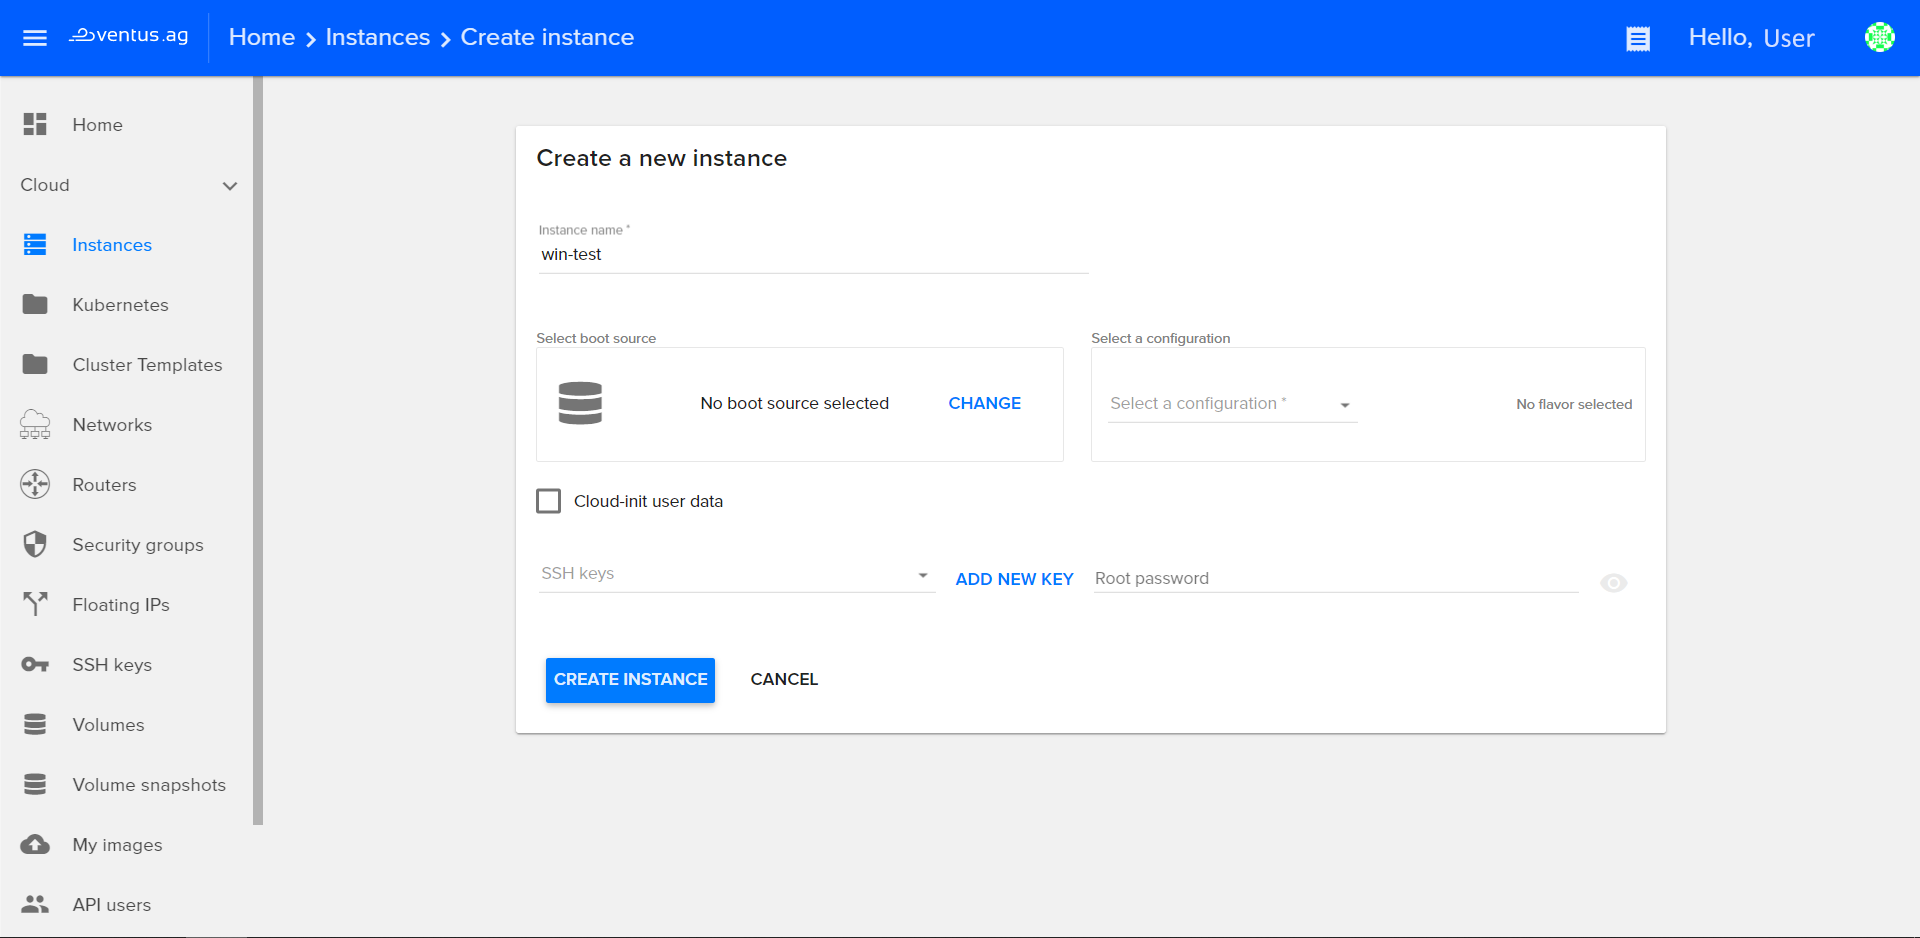 ventus.ag
Home > Instances > Create instance
Hello, User
Home
Cloud
Instances
Kubernetes
Cluster Templates
Networks
Routers
Security groups
Floating IPs
SSH keys
Volumes
Volume snapshots
My images
API users
Create a new instance
Instance name *
win-test
Select boot source
No boot source selected
CHANGE
Select a configuration
Select a configuration *
No flavor selected
Cloud-init user data
SSH keys
ADD NEW KEY
Root password
CREATE INSTANCE
CANCEL